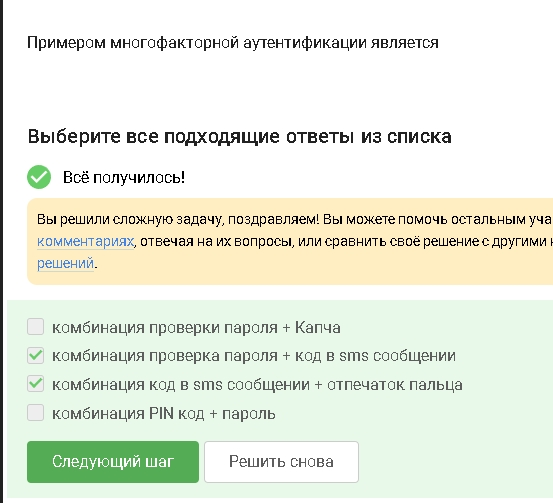 Примером многофакторной аутентификации является
Выберите все подходящие ответы из списка
Всё получилось!
Вы решили сложную задачу, поздравляем! Вы можете помочь остальным уча
комментариях, отвечая на их вопросы, или сравнить своё решение с другими
решений.
комбинация проверки пароля + Капча
комбинация проверка пароля + код в sms сообщении
комбинация код в sms сообщении + отпечаток пальца
комбинация PIN код + пароль
Следующий шаг Решить снова